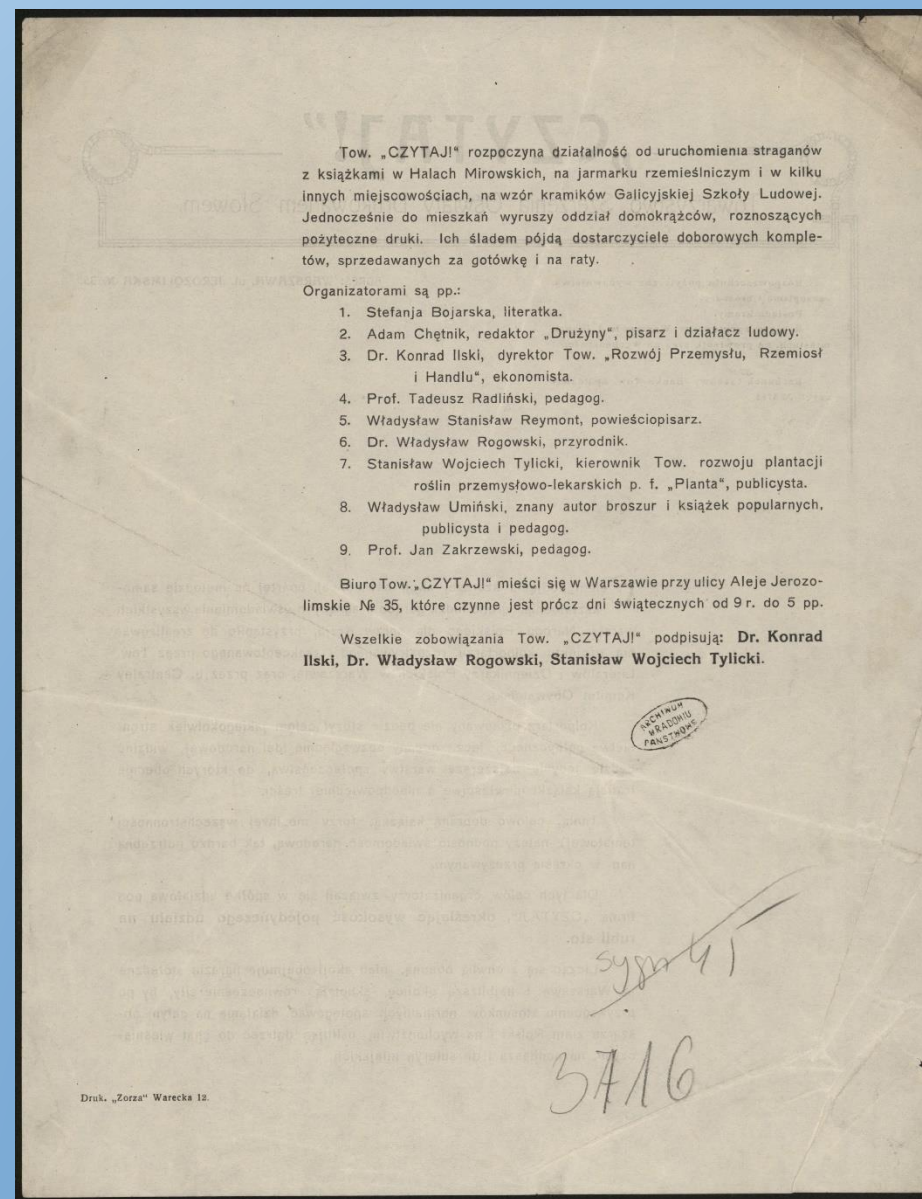 Tow. „CZYTAJ!“ rozpoczyna działalność od uruchomienia straganów
z książkami w Halach Mirowskich, na jarmarku rzemieślniczym i w kilku
innych miejscowościach, na wzór kramików Galicyjskiej Szkoły Ludowej.
Jednocześnie do mieszkań wyruszy oddział domokrążców, roznoszących
pożyteczne druki. Ich śladem pójdą dostarczyciele doborowych komple-
tów, sprzedawanych za gotówkę i na raty.
Organizatorami są pp.:
1. Stefanja Bojarska, literatka.
2. Adam Chętnik, redaktor „Drużyny“, pisarz i działacz ludowy.
3. Dr. Konrad Ilski, dyrektor Tow. „Rozwój Przemysłu, Rzemiosł
i Handlu“, ekonomista.
4. Prof. Tadeusz Radliński, pedagog.
5. Władysław Stanisław Reymont, powieściopisarz.
6. Dr. Władysław Rogowski, przyrodnik.
7. Stanisław Wojciech Tylicki, kierownik Tow. rozwoju plantacji
roślin przemysłowo-lekarskich p. f. „Planta“, publicysta.
8. Władysław Umiński, znany autor broszur i książek popularnych,
publicysta i pedagog.
9. Prof. Jan Zakrzewski, pedagog.
Biuro Tow. „CZYTAJ!“ mieści się w Warszawie przy ulicy Aleje Jerozo-
limskie № 35, które czynne jest prócz dni świątecznych od 9 r. do 5 pp.
Wszelkie zobowiązania Tow. „CZYTAJ!“ podpisują: Dr. Konrad
Ilski, Dr. Władysław Rogowski, Stanisław Wojciech Tylicki.
ARCHIWUM
W RADOMIU
PAŃSTWOWE
sygn 45
3716
Druk. „Zorza“ Warecka 12.